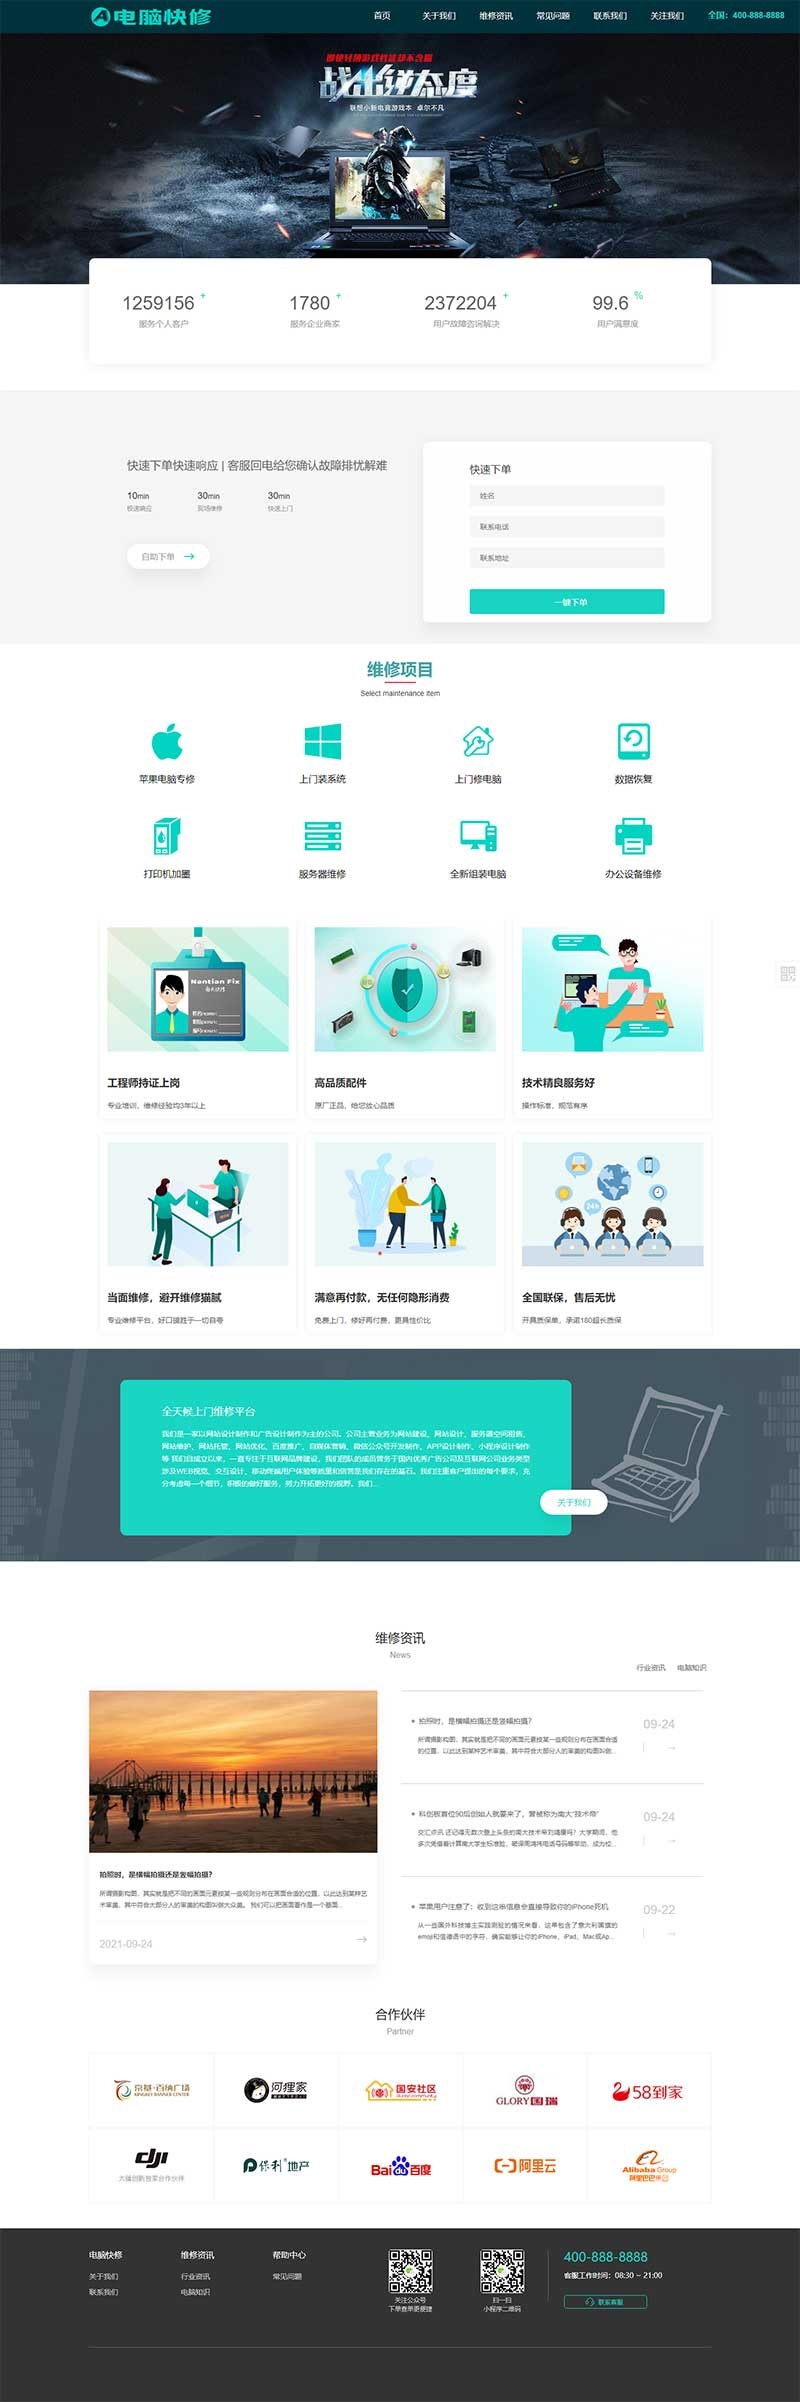 电脑快修
首页 关于我们 维修资讯 常见问题 联系我们 关注我们 全国：400-888-8888
即使轻薄游戏性能却不含糊
战出逆态度
联想小新电竞游戏本 卓尔不凡
1259156 + 1780 + 2372204 + 99.6 %
服务个人客户 服务企业商家 用户故障咨询解决 用户满意度
快速下单快速响应 | 客服回电给您确认故障排忧解难
10min 30min 30min
极速响应 现场维修 快速上门
自助下单
快速下单
姓名
联系电话
联系地址
一键下单
维修项目
Select maintenance item
苹果电脑专修 上门装系统 上门修电脑 数据恢复
打印机加墨 服务器维修 全新组装电脑 办公设备维修
Nantian Fix
工程师持证上岗 高品质配件 技术精良服务好
专业培训，维修经验均3年以上 原厂正品，给您放心品质 操作标准，规范有序
24h
当面维修，避开维修猫腻 满意再付款，无任何隐形消费 全国联保，售后无忧
专业维修平台，好口碑胜于一切自夸 免费上门，修好再付费，更具性价比 开具质保单，承诺180超长质保
全天候上门维修平台
我们是一家以网站设计制作和广告设计制作为主的公司。公司主营业务为网站建设、网站设计、服务器空间租售、
网站维护、网站托管、网站优化、百度推广、自媒体营销、微信公众号开发制作、APP设计制作、小程序设计制作
等 我们自成立以来，一直专注于互联网品牌建设，我们团队的成员曾务于国内优秀广告公司及互联网公司业务类型
涉及WEB视觉、交互设计、移动终端用户体验等质量和信誉是我们存在的基石。我们注重客户提出的每个要求，充
分考虑每一个细节，积极的做好服务，努力开拓更好的视野。我们...
关于我们
维修资讯
News
行业资讯 电脑知识
拍照时，是横幅拍摄还是竖幅拍摄？
所谓摄影构图，其实就是把不同的画面元素按某一些规则分布在画面合适的位置，以此达到某种艺
术审美，其中符合大部分人的审美的构图叫做大众美。 我们可以把画面看作是一个整面...
2021-09-24
拍照时，是横幅拍摄还是竖幅拍摄？ 09-24
所谓摄影构图，其实就是把不同的画面元素按某一些规则分布在画面合适
的位置，以此达到某种艺术审美，其中符合大部分人的审美的构图叫做...
科创板首位90后创始人就要来了，曾被称为南大“技术帝” 09-24
交汇点讯 还记得无数次登上头条的南大技术帝刘靖康吗？大学期间，他
多次凭借着计算南大学生标准脸、破译周鸿祎电话号码等举动，成为校...
苹果用户注意了：收到这串信息会直接导致你的iPhone死机 09-22
从一些国外科技博主实践测验的情况来看，这串包含了意大利国旗的
emoji和信德语中的字符，确实能够让你的iPhone、iPad、Mac或Ap...
合作伙伴
Partner
京基·百纳广场
KINGKEY BANNER CENTER
河狸家
国安社区
GLORY国瑞
58到家
dji
大疆创新独家合作伙伴
保利地产
Bai du 百度
阿里云
Alibaba Group
阿里巴巴集团
电脑快修 维修资讯 帮助中心
关于我们 行业资讯 常见问题
联系我们 电脑知识
关注公众号
下单查单更便捷
扫一扫
小程序二维码
400-888-8888
客服工作时间：08:30 ~ 21:00
联系客服